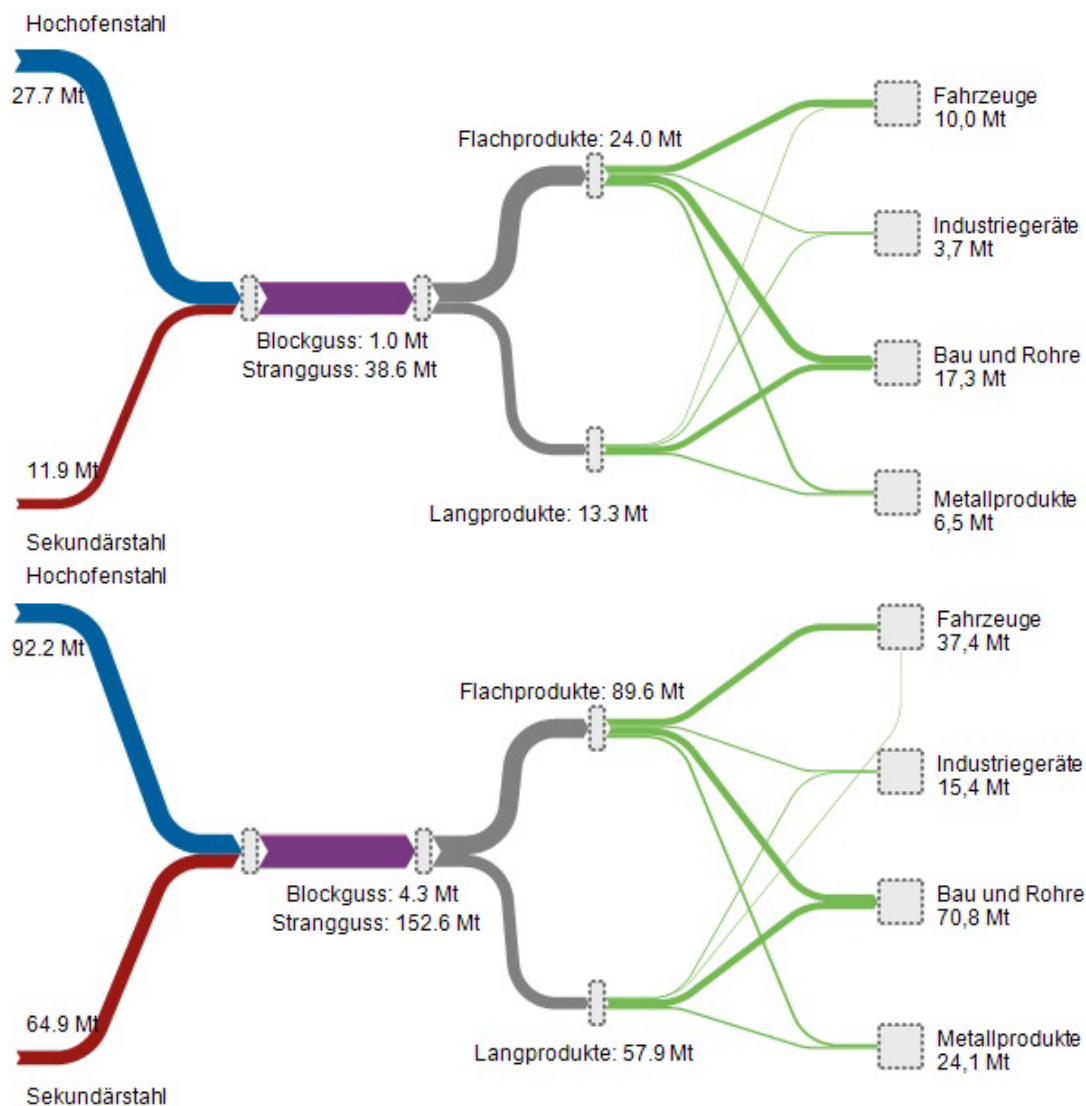 Hochofenstahl
27.7 Mt
11.9 Mt
Sekundärstahl
Blockguss: 1.0 Mt
Strangguss: 38.6 Mt
Flachprodukte: 24.0 Mt
Langprodukte: 13.3 Mt
Fahrzeuge
10,0 Mt
Industriegeräte
3,7 Mt
Bau und Rohre
17,3 Mt
Metallprodukte
6,5 Mt
Hochofenstahl
92.2 Mt
64.9 Mt
Sekundärstahl
Blockguss: 4.3 Mt
Strangguss: 152.6 Mt
Flachprodukte: 89.6 Mt
Langprodukte: 57.9 Mt
Fahrzeuge
37,4 Mt
Industriegeräte
15,4 Mt
Bau und Rohre
70,8 Mt
Metallprodukte
24,1 Mt